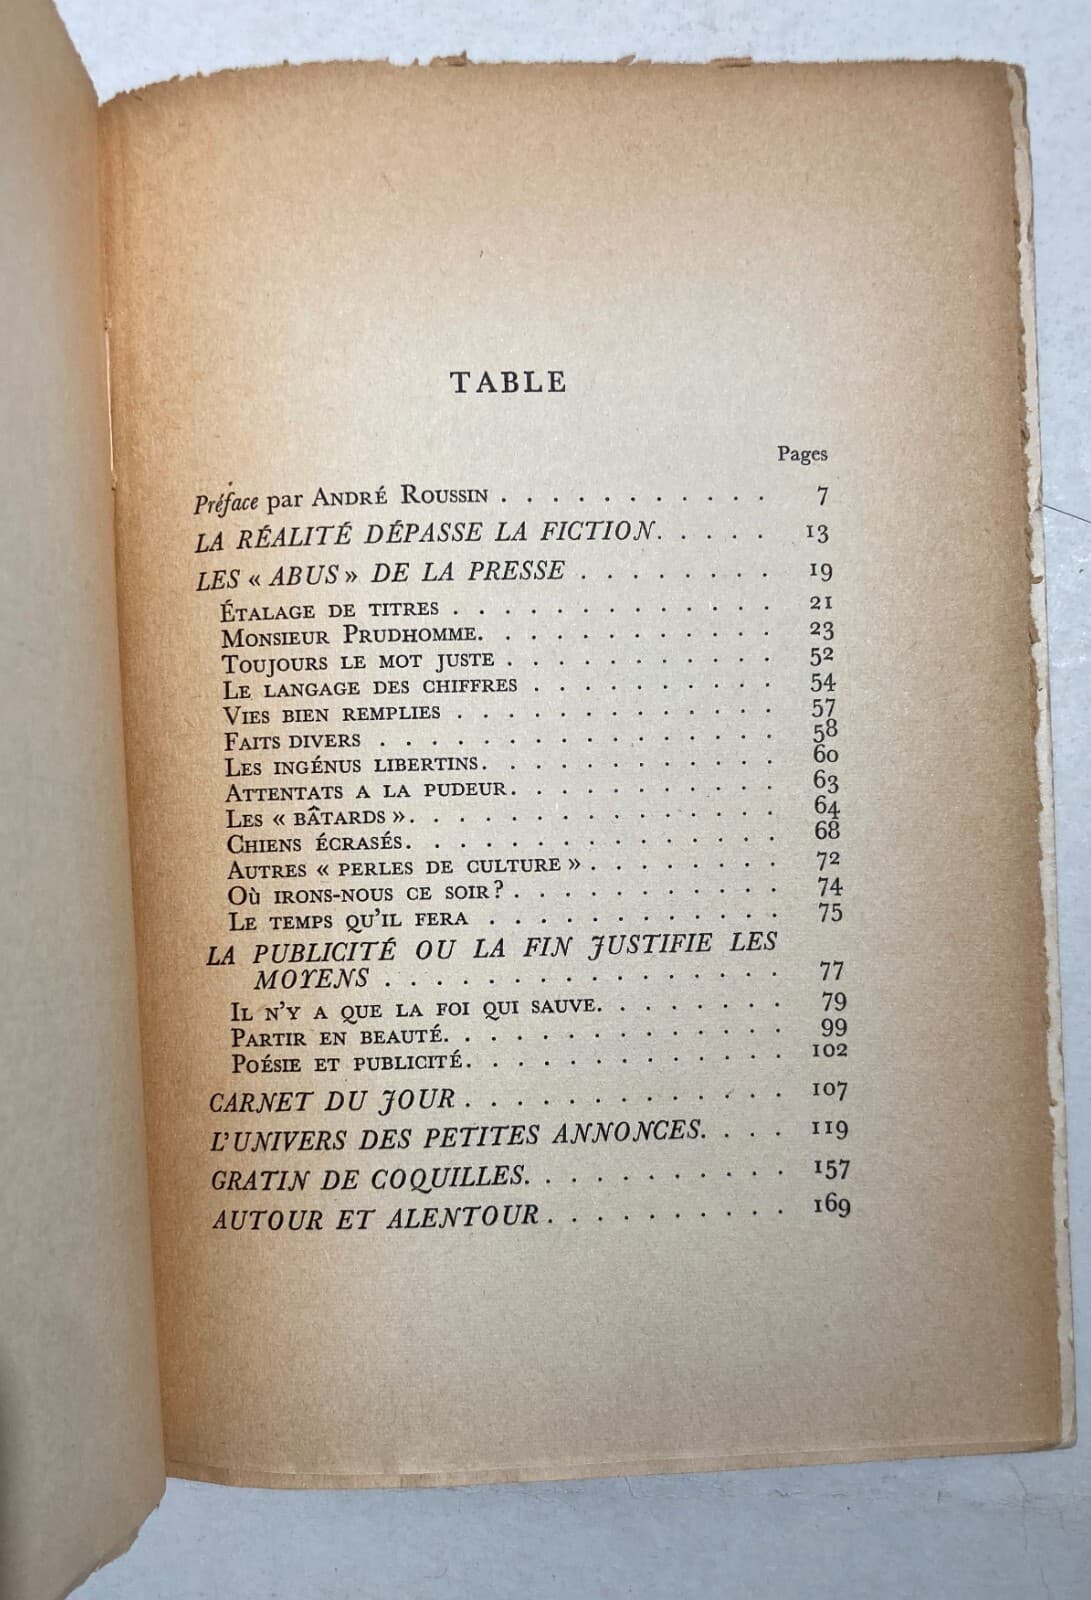 TABLE
Pages
Préface par ANDRÉ ROUSSIN . . . . . . . . . . . 7
LA RÉALITÉ DÉPASSE LA FICTION. . . . . . 13
LES « ABUS » DE LA PRESSE . . . . . . . . 19
ÉTALAGE DE TITRES . . . . . . . . . . . . . 21
MONSIEUR PRUDHOMME. . . . . . . . . . . . 23
TOUJOURS LE MOT JUSTE . . . . . . . . . . . 52
LE LANGAGE DES CHIFFRES . . . . . . . . . . 54
VIES BIEN REMPLIES . . . . . . . . . . . . . 57
FAITS DIVERS . . . . . . . . . . . . . . . . 58
LES INGÉNUS LIBERTINS. . . . . . . . . . . . 60
ATTENTATS A LA PUDEUR. . . . . . . . . . . 63
LES « BÂTARDS ». . . . . . . . . . . . . . . 64
CHIENS ÉCRASÉS. . . . . . . . . . . . . . . 68
AUTRES « PERLES DE CULTURE » . . . . . . . . 72
OÙ IRONS-NOUS CE SOIR? . . . . . . . . . . . 74
LE TEMPS QU'IL FERA . . . . . . . . . . . . 75
LA PUBLICITÉ OU LA FIN JUSTIFIE LES
MOYENS . . . . . . . . . . . . . . . . 77
IL N'Y A QUE LA FOI QUI SAUVE. . . . . . . . 79
PARTIR EN BEAUTÉ. . . . . . . . . . . . . . 99
POÉSIE ET PUBLICITÉ. . . . . . . . . . . . . 102
CARNET DU JOUR . . . . . . . . . . . . . 107
L'UNIVERS DES PETITES ANNONCES. . . . 119
GRATIN DE COQUILLES. . . . . . . . . . . 157
AUTOUR ET ALENTOUR . . . . . . . . . . 169